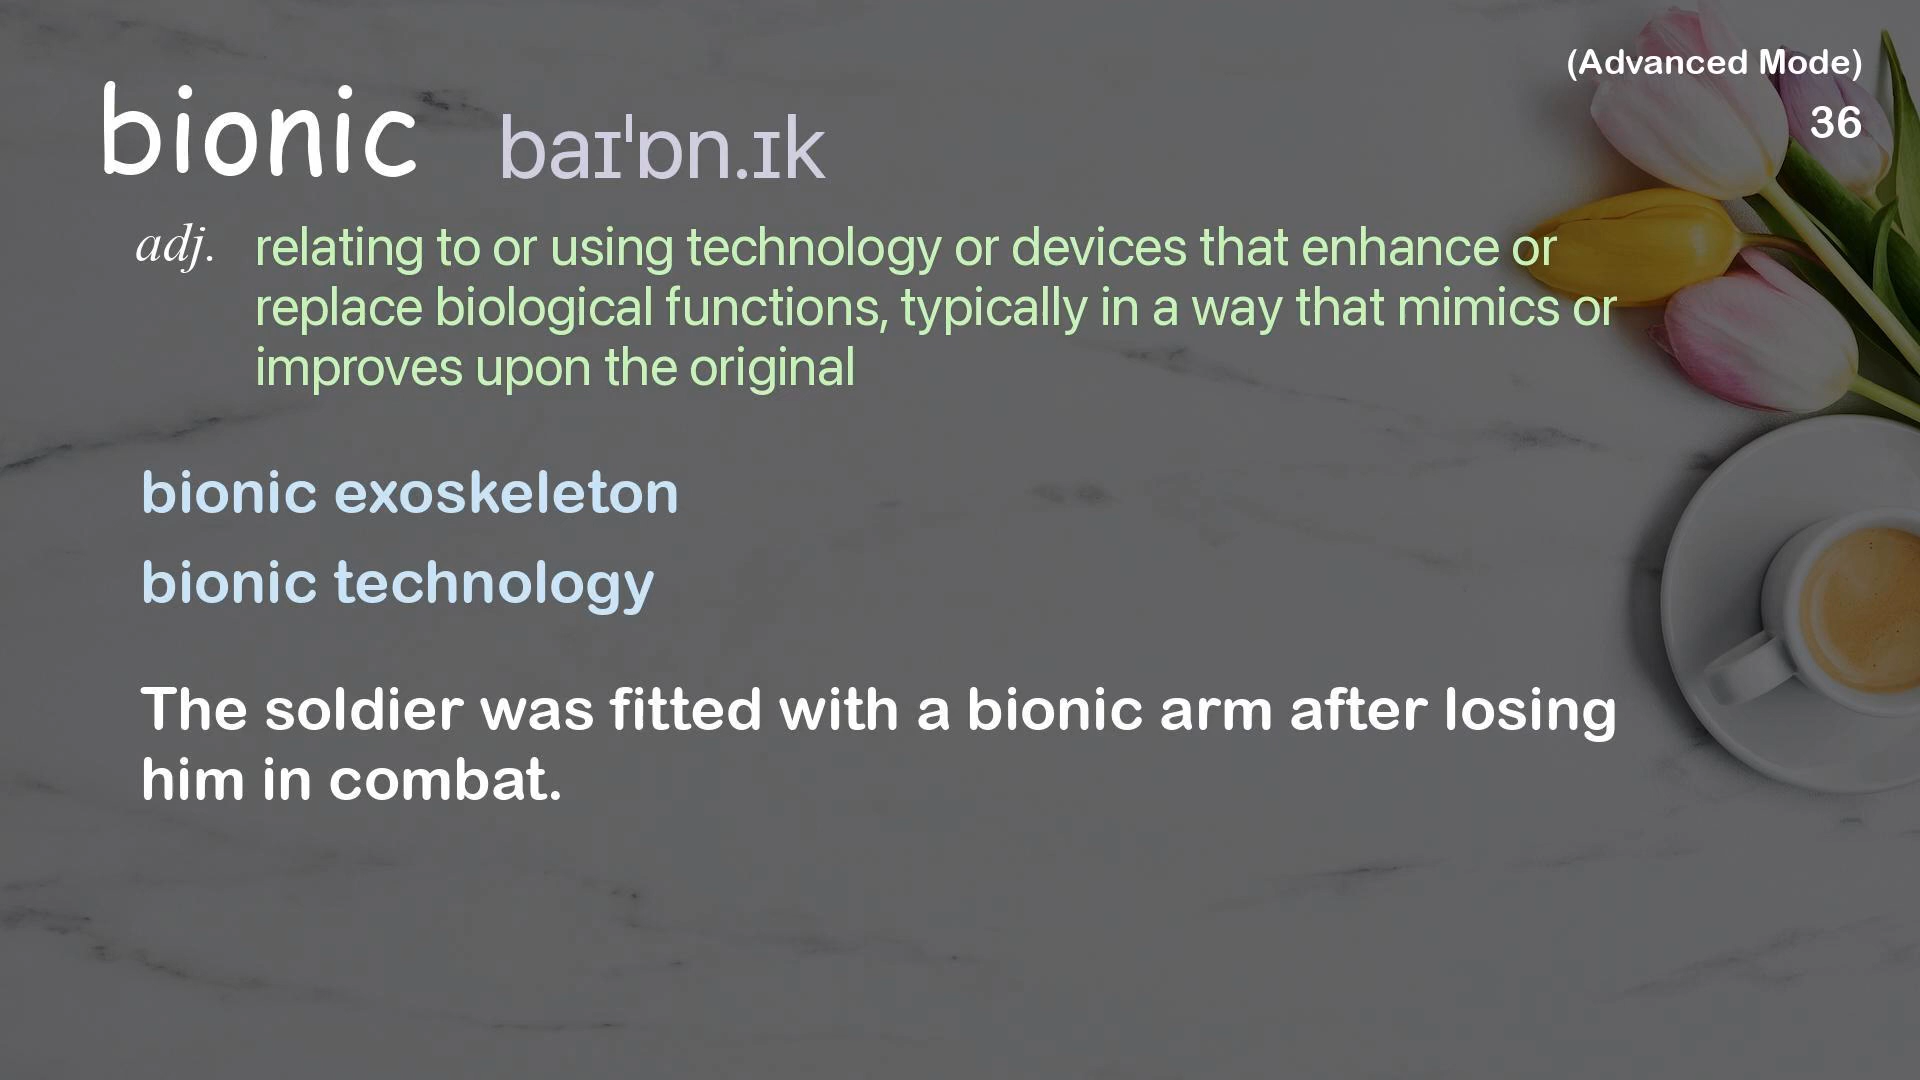 (Advanced Mode)
36
bionic baɪˈɒn.ɪk
adj. relating to or using technology or devices that enhance or
replace biological functions, typically in a way that mimics or
improves upon the original
bionic exoskeleton
bionic technology
The soldier was fitted with a bionic arm after losing
him in combat.